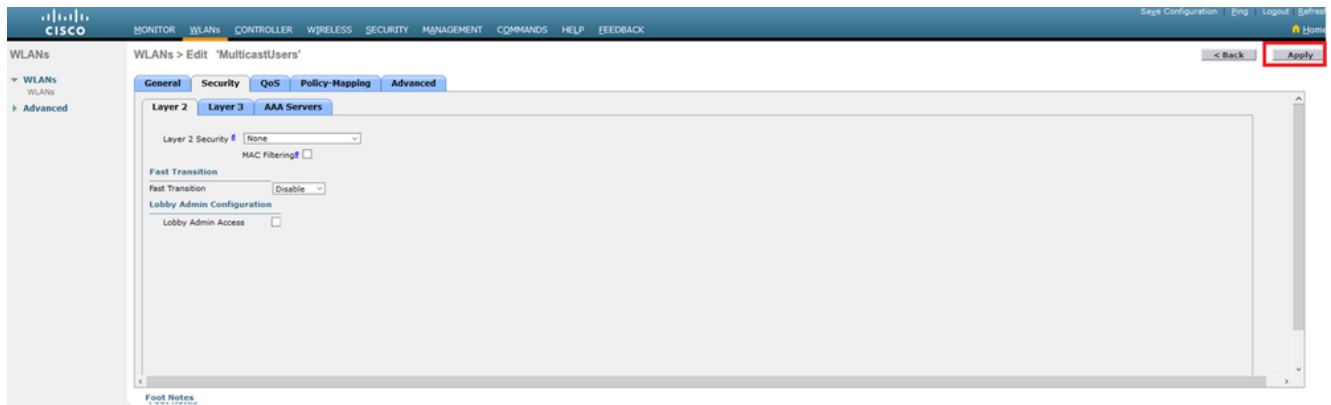 Save Configuration | Ping | Logout | Refresh
CISCO
MONITOR WLANs CONTROLLER WIRELESS SECURITY MANAGEMENT COMMANDS HELP FEEDBACK
Home
WLANs
WLANs > Edit 'MulticastUsers'
< Back
Apply
WLANs
WLANs
Advanced
General Security QoS Policy-Mapping Advanced
Layer 2 Layer 3 AAA Servers
Layer 2 Security 6 None
MAC Filtering 9
Fast Transition
Fast Transition Disable
Lobby Admin Configuration
Lobby Admin Access
Foot Notes